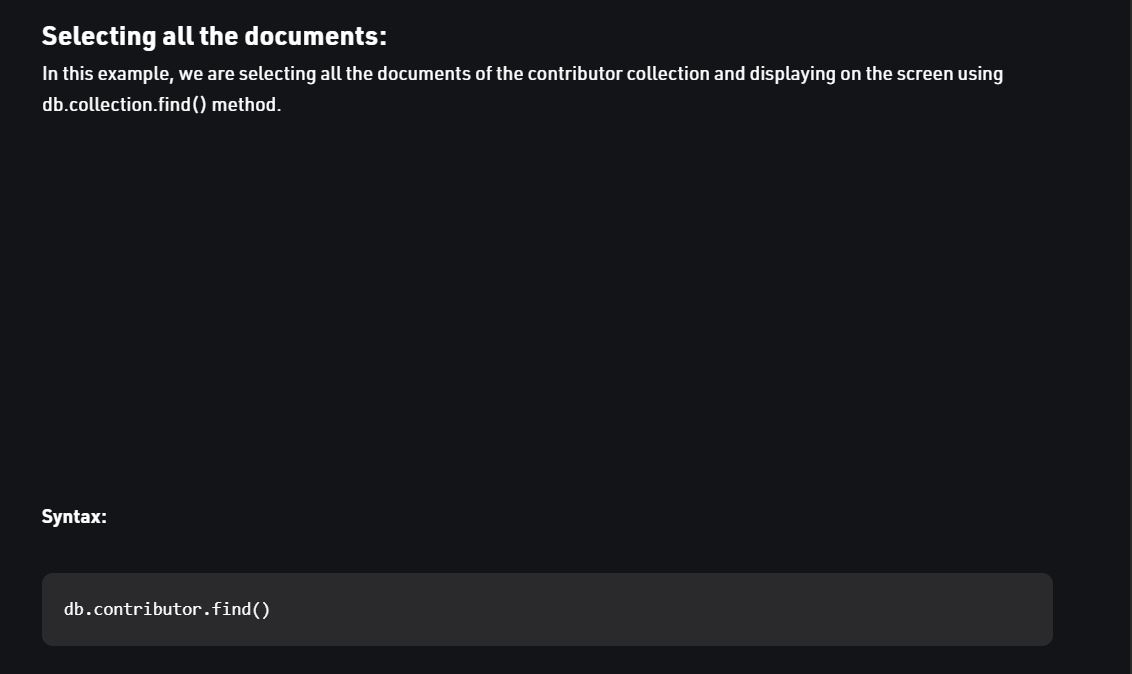 Selecting all the documents:
In this example, we are selecting all the documents of the contributor collection and displaying on the screen using
db.collection.find() method.
Syntax:
db.contributor.find()